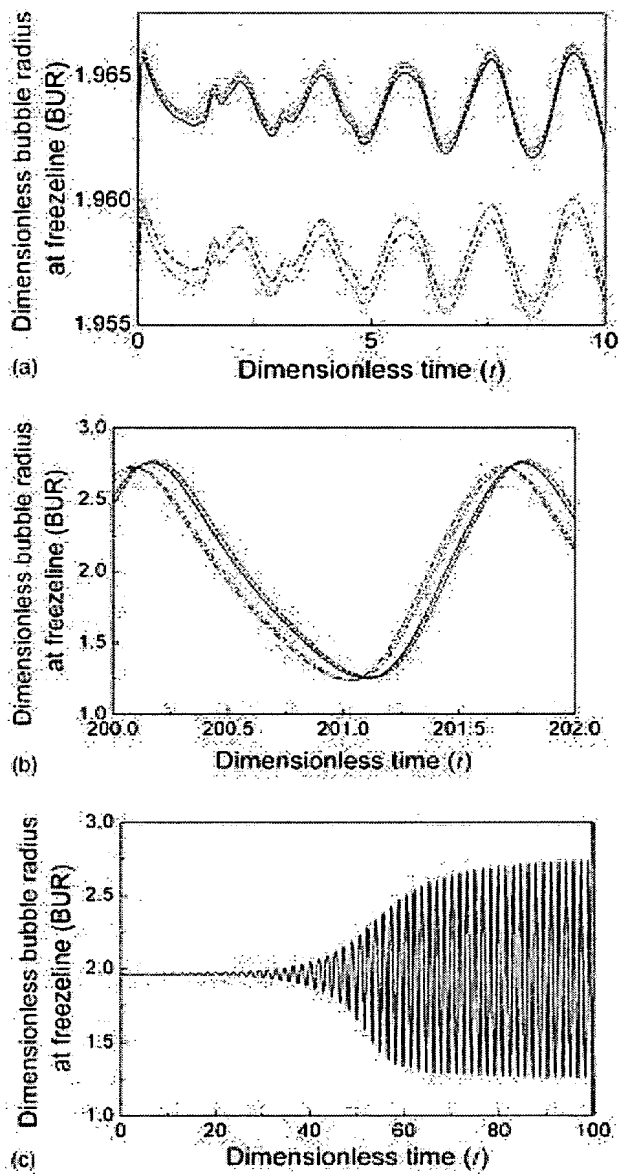 Dimensionless bubble radius
at freezeline (BUR)
1.965
1.960
1.955
0
5
10
(a)
Dimensionless time (t)
Dimensionless bubble radius
at freezeline (BUR)
3.0
2.5
2.0
1.5
1.0
200.0
200.5
201.0
201.5
202.0
(b)
Dimensionless time (t)
Dimensionless bubble radius
at freezeline (BUR)
3.0
2.5
2.0
1.5
1.0
0
20
40
60
80
100
(c)
Dimensionless time (t)